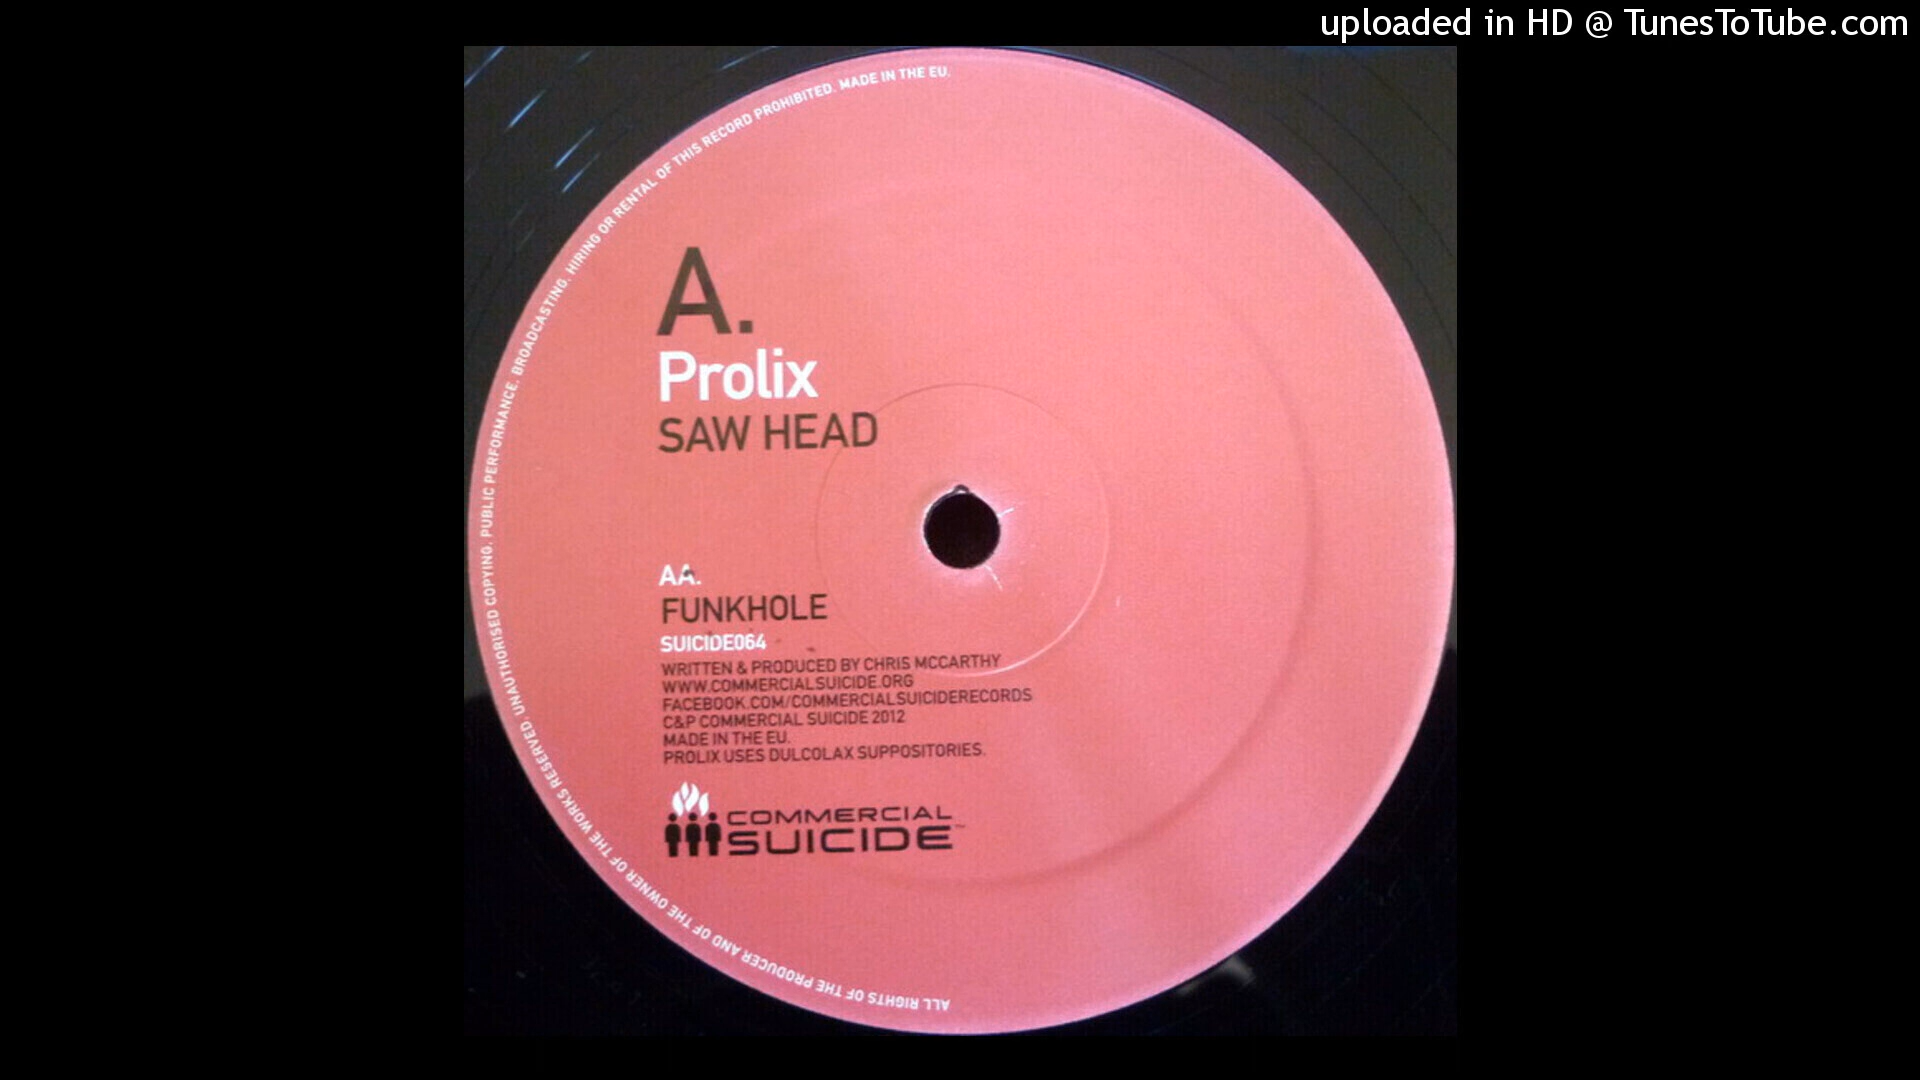 uploaded in HD @ TunesToTube.com
A.
Prolix
SAW HEAD
AA.
FUNKHOLE
SUICIDE064
WRITTEN & PRODUCED BY CHRIS MCCARTHY
WWW.COMMERCIALSUICIDE.ORG
FACEBOOK.COM/COMMERCIALSUICIDERECORDS
C&P COMMERCIAL SUICIDE 2012
MADE IN THE EU.
PROLIX USES DULCOLAX SUPPOSITORIES.
COMMERCIAL
SUICIDE™
ALL RIGHTS OF THE PRODUCER AND OF THE OWNER OF THE WORKS RESERVED. UNAUTHORISED COPYING. PUBLIC PERFORMANCE. BROADCASTING. HIRING OR RENTAL OF THIS RECORD PROHIBITED. MADE IN THE EU.